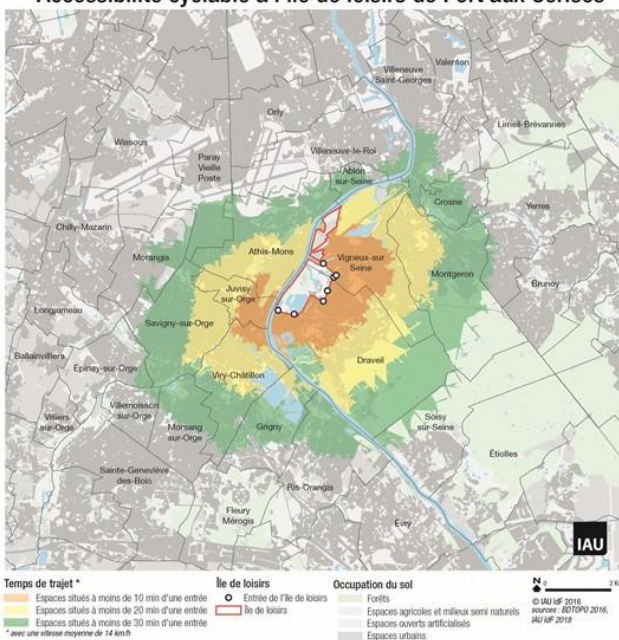 Accessibilité cyclable à l'île de loisirs de Port aux Cerises
Villeneuve
Saint-Georges
Valenton
Orly
Limeil-Brévannes
Wissous
Paray
Vieille
Poste
Villeneuve-le-Roi
Ablon
sur-Seine
Crosne
Yerres
Chilly-Mazarin
Morangis
Athis-Mons
Vigneux-sur
Seine
Montgeron
Brunoy
Juvisy
sur-Orge
Longjumeau
Savigny-sur-Orge
Ballainvilliers
Épinay-sur-Orge
Viry-Châtillon
Draveil
Villiers
sur-Orge
Villemoisson
sur-Orge
Morsang
sur-Orge
Grigny
Soisy
sur-Seine
Étiolles
Sainte-Geneviève
des-Bois
Ris-Orangis
Fleury
Mérogis
Évry
IAU
Temps de trajet *
Espaces situés à moins de 10 min d'une entrée
Espaces situés à moins de 20 min d'une entrée
Espaces situés à moins de 30 min d'une entrée
* avec une vitesse moyenne de 14 km/h
Île de loisirs
Entrée de l'île de loisirs
Île de loisirs
Occupation du sol
Forêts
Espaces agricoles et milieux semi naturels
Espaces ouverts artificialisés
Espaces urbains
N 0 2 K
© IAU îdF 2016
sources : BDTOPO 2016,
IAU îdF 2018